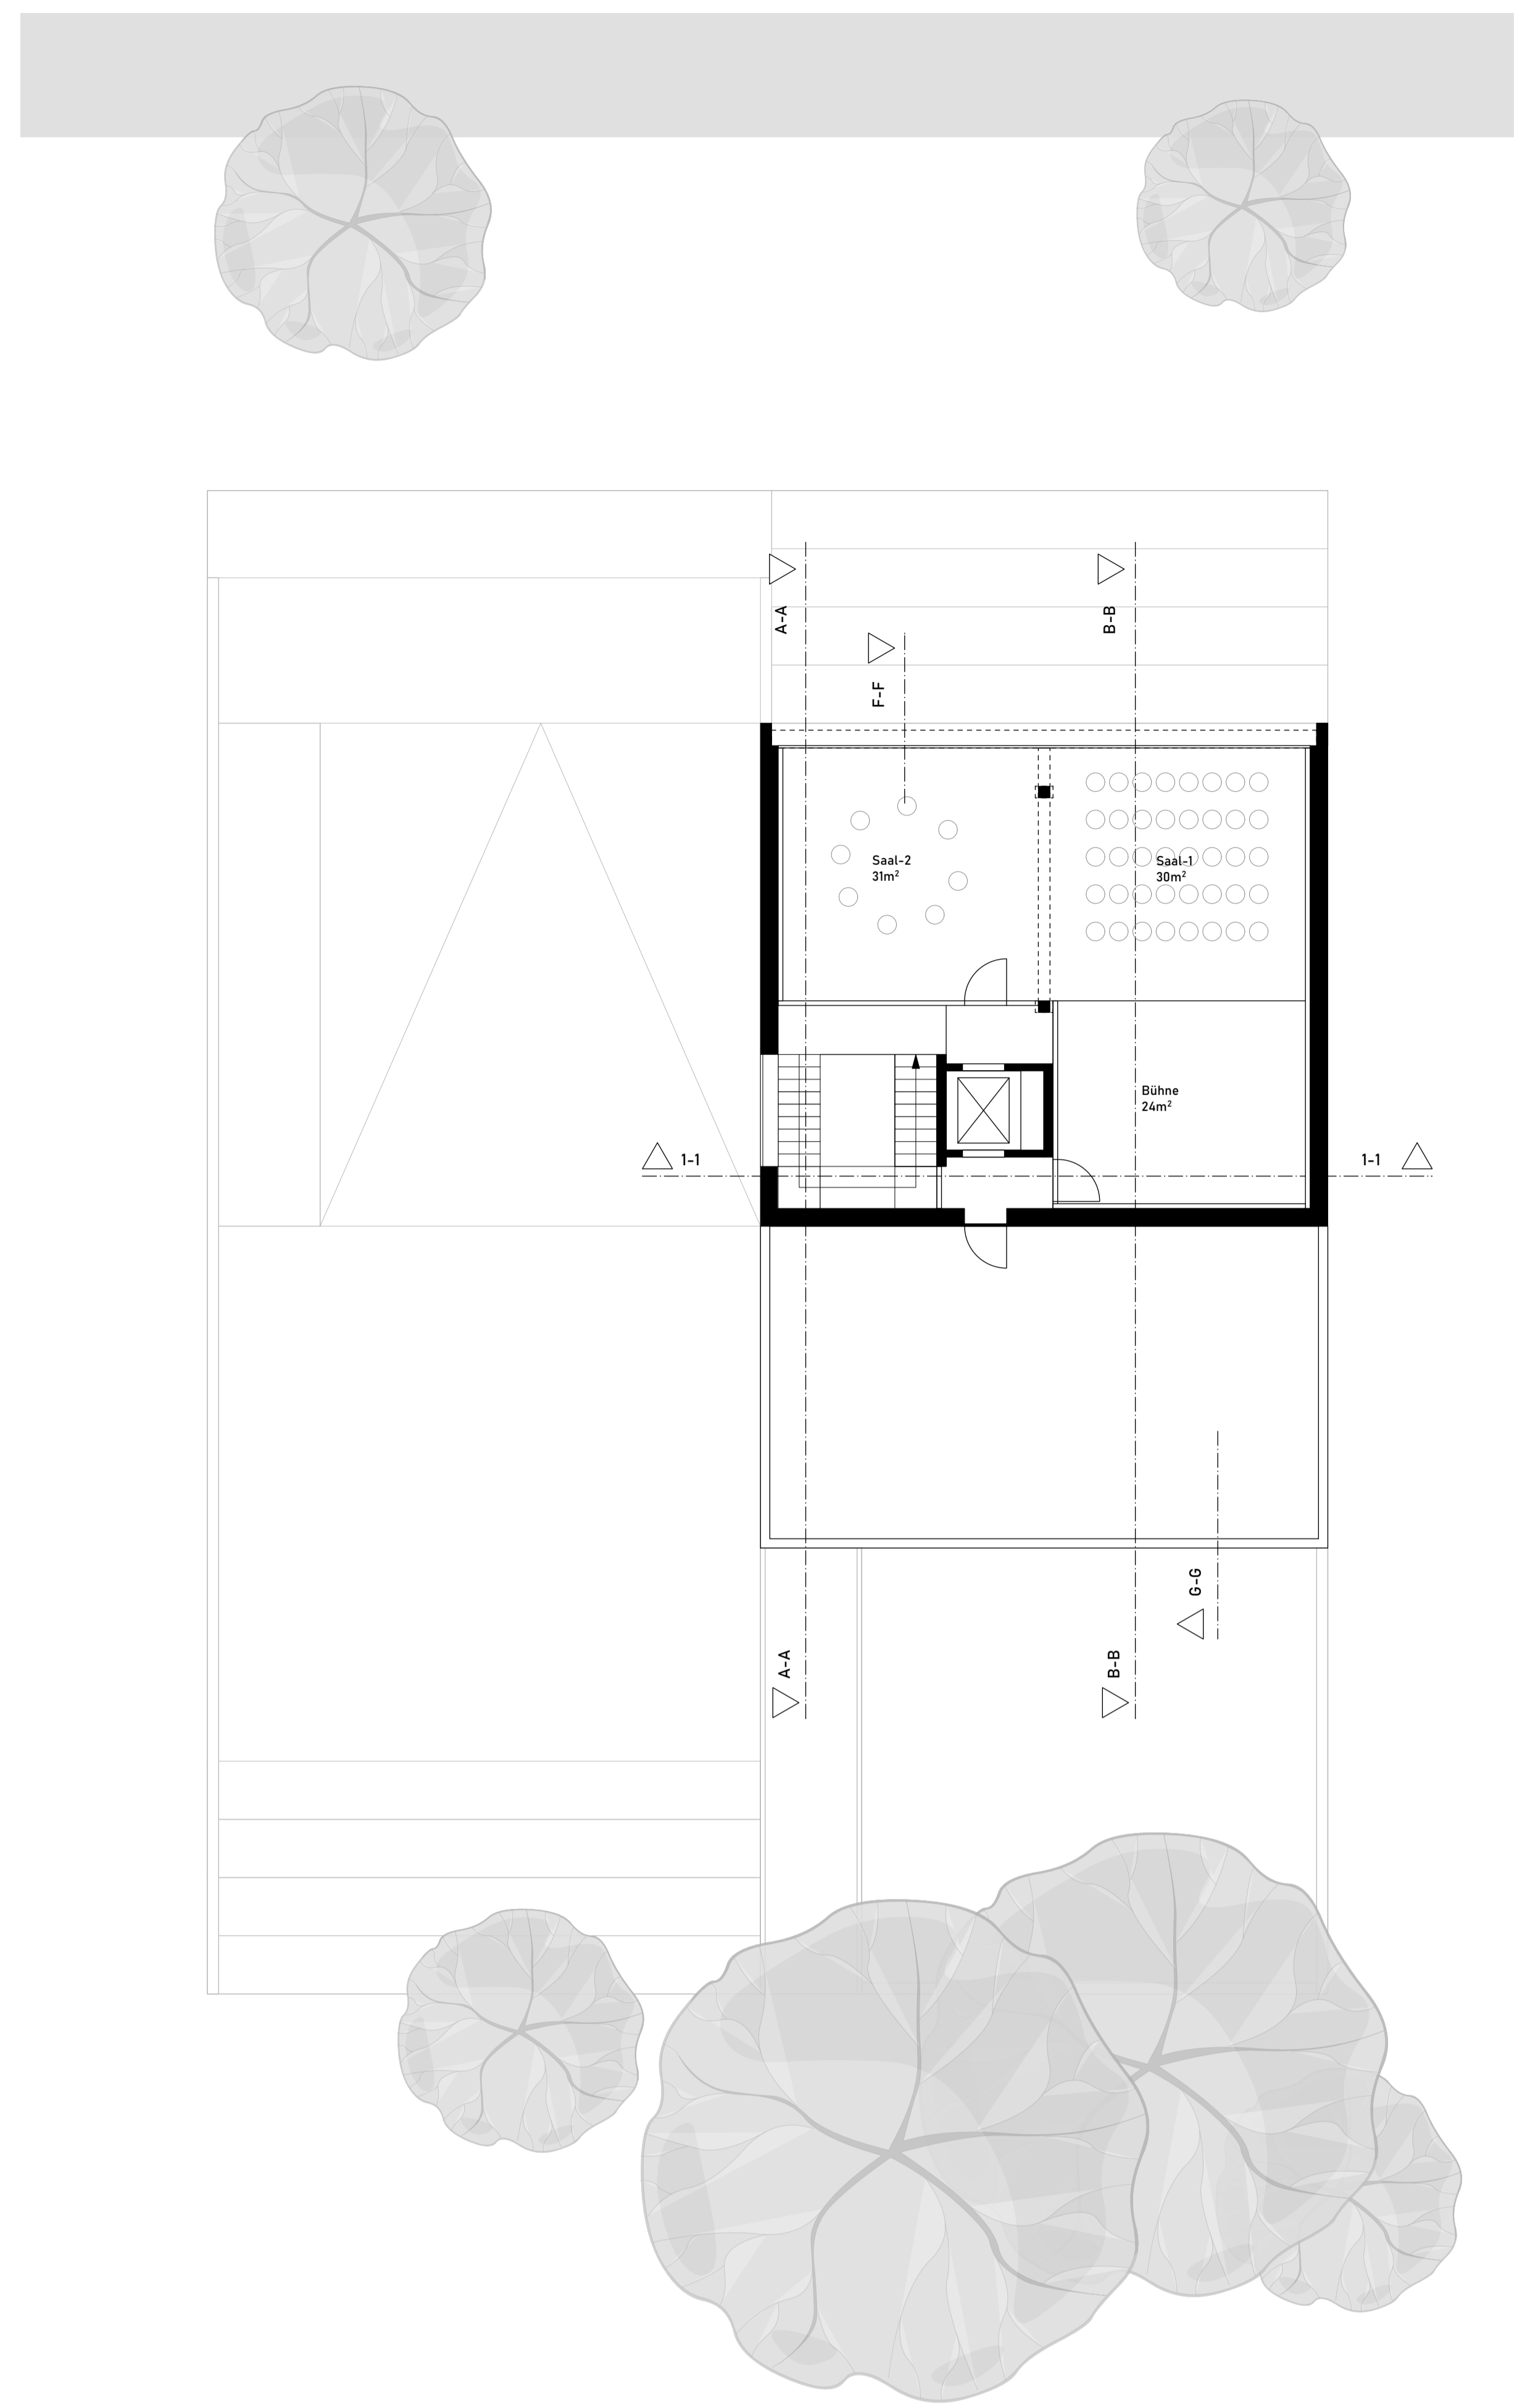 A-A
B-B
F-F
Saal-2
31m²
Saal-1
30m²
Bühne
24m²
1-1
1-1
G-G
A-A
B-B